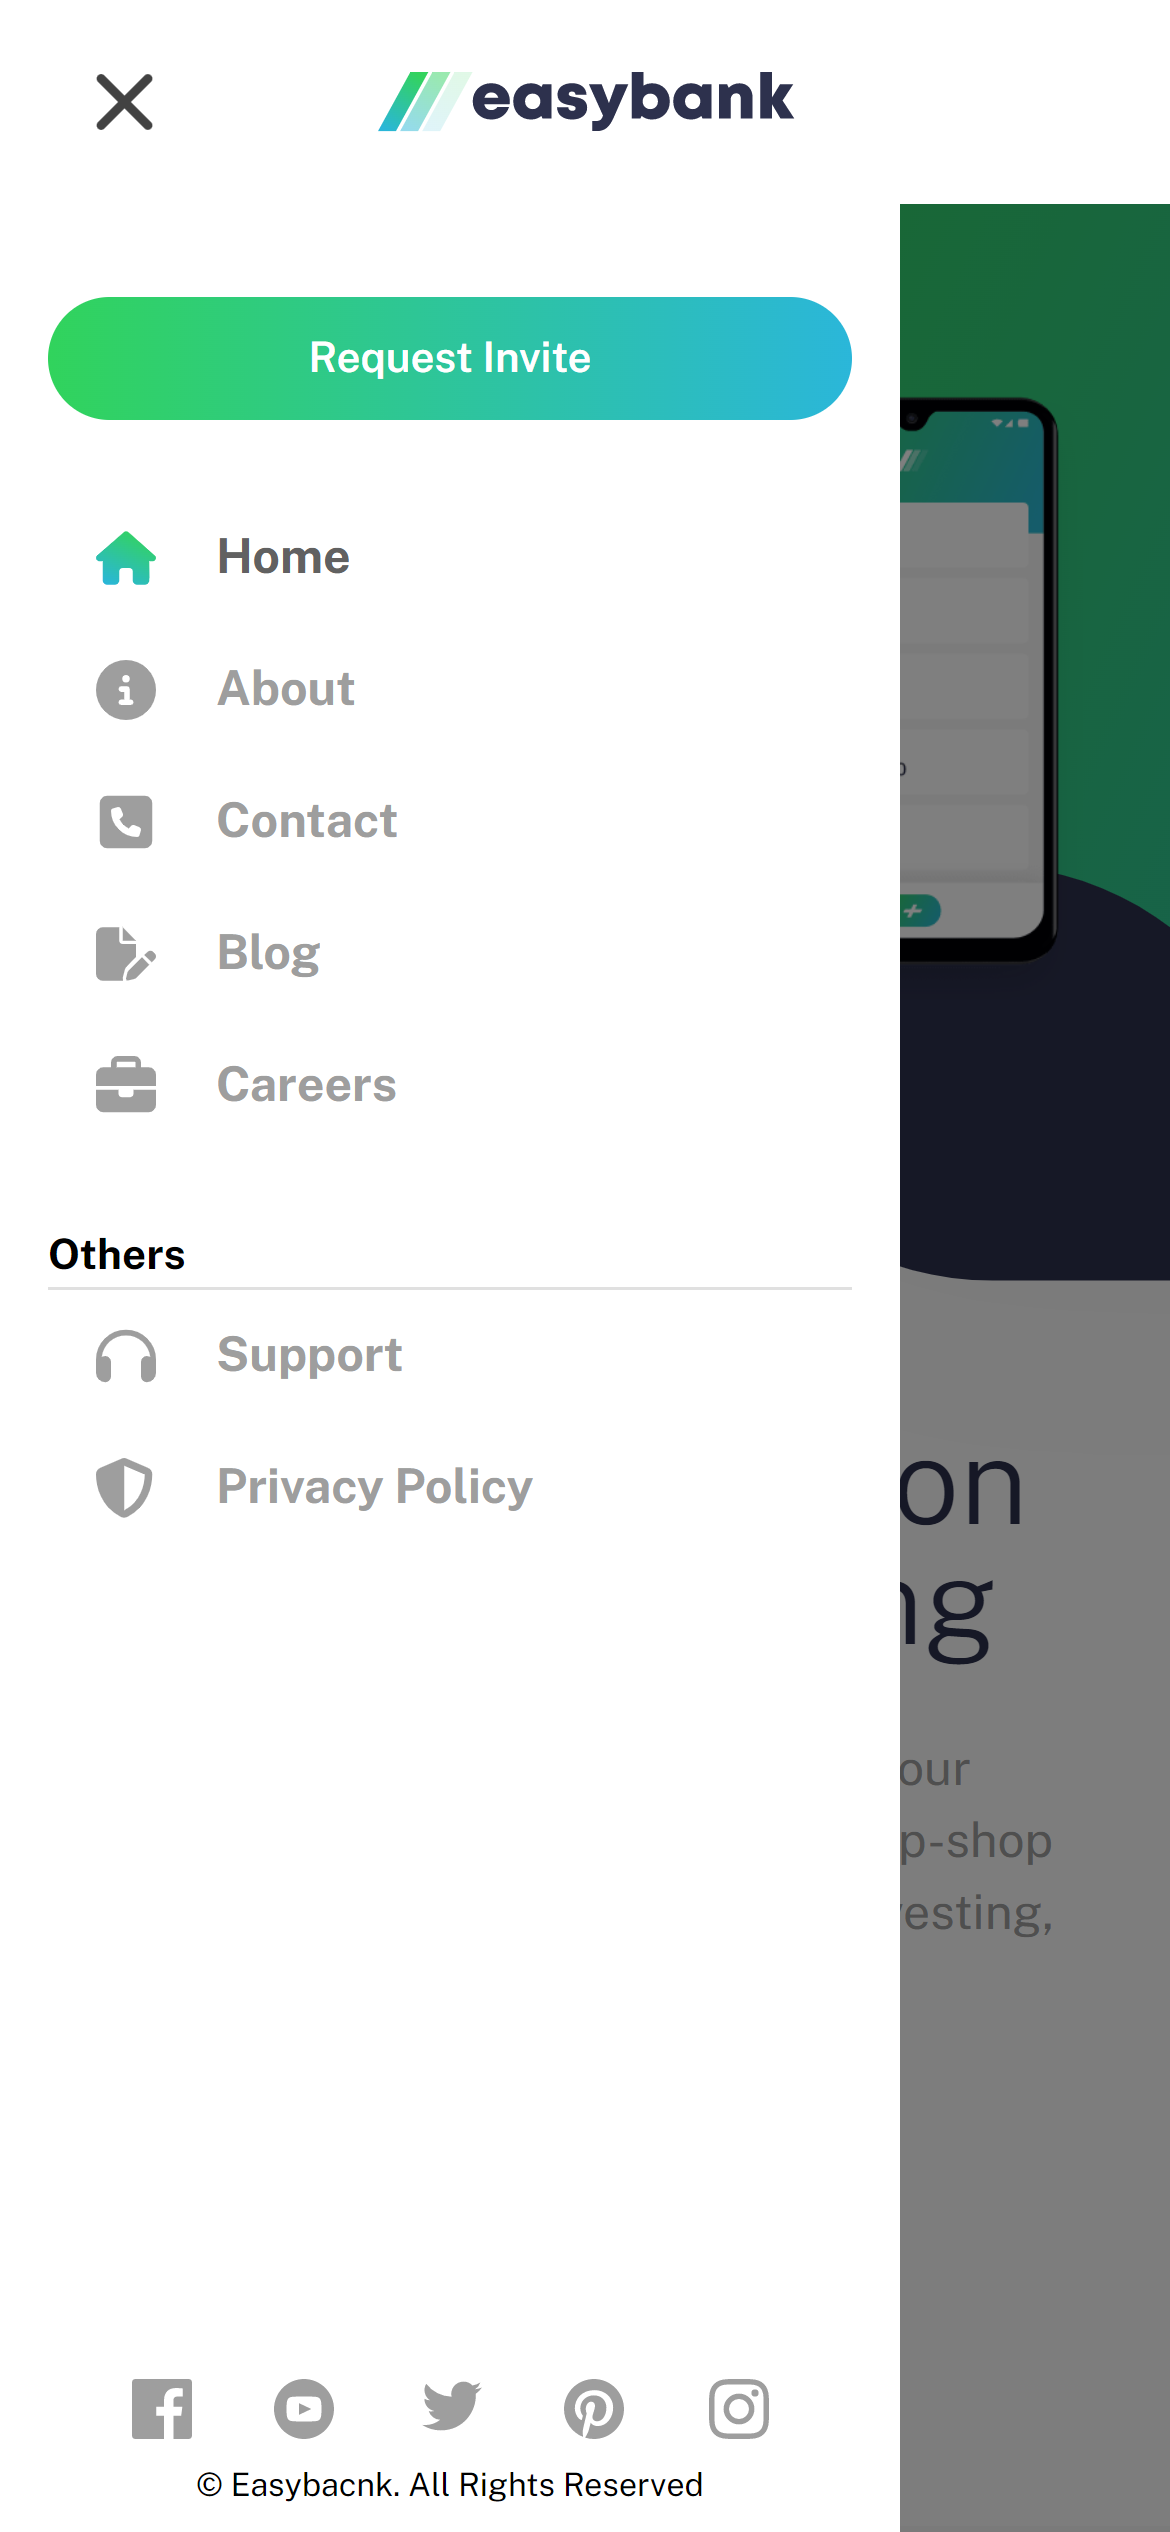 easybank
Request Invite
Home
About
Contact
Blog
Careers
Others
Support
Privacy Policy
on
ng
our
p-shop
vesting,
© Easybacnk. All Rights Reserved